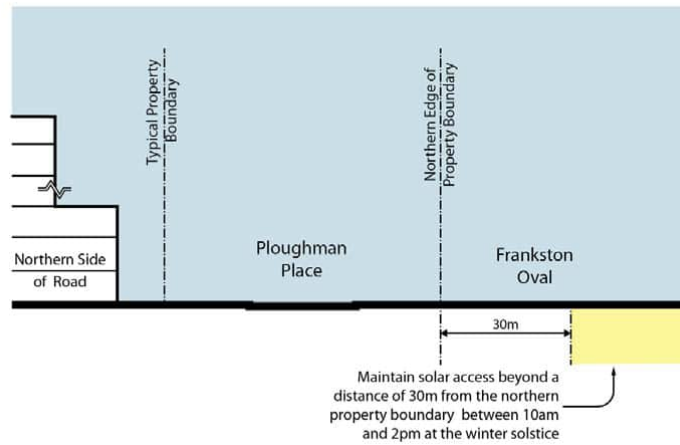 Typical Property
Boundary
Northern Edge of
Property Boundary
Ploughman
Place
Frankston
Oval
Northern Side
of Road
30m
Maintain solar access beyond a
distance of 30m from the northern
property boundary between 10am
and 2pm at the winter solstice